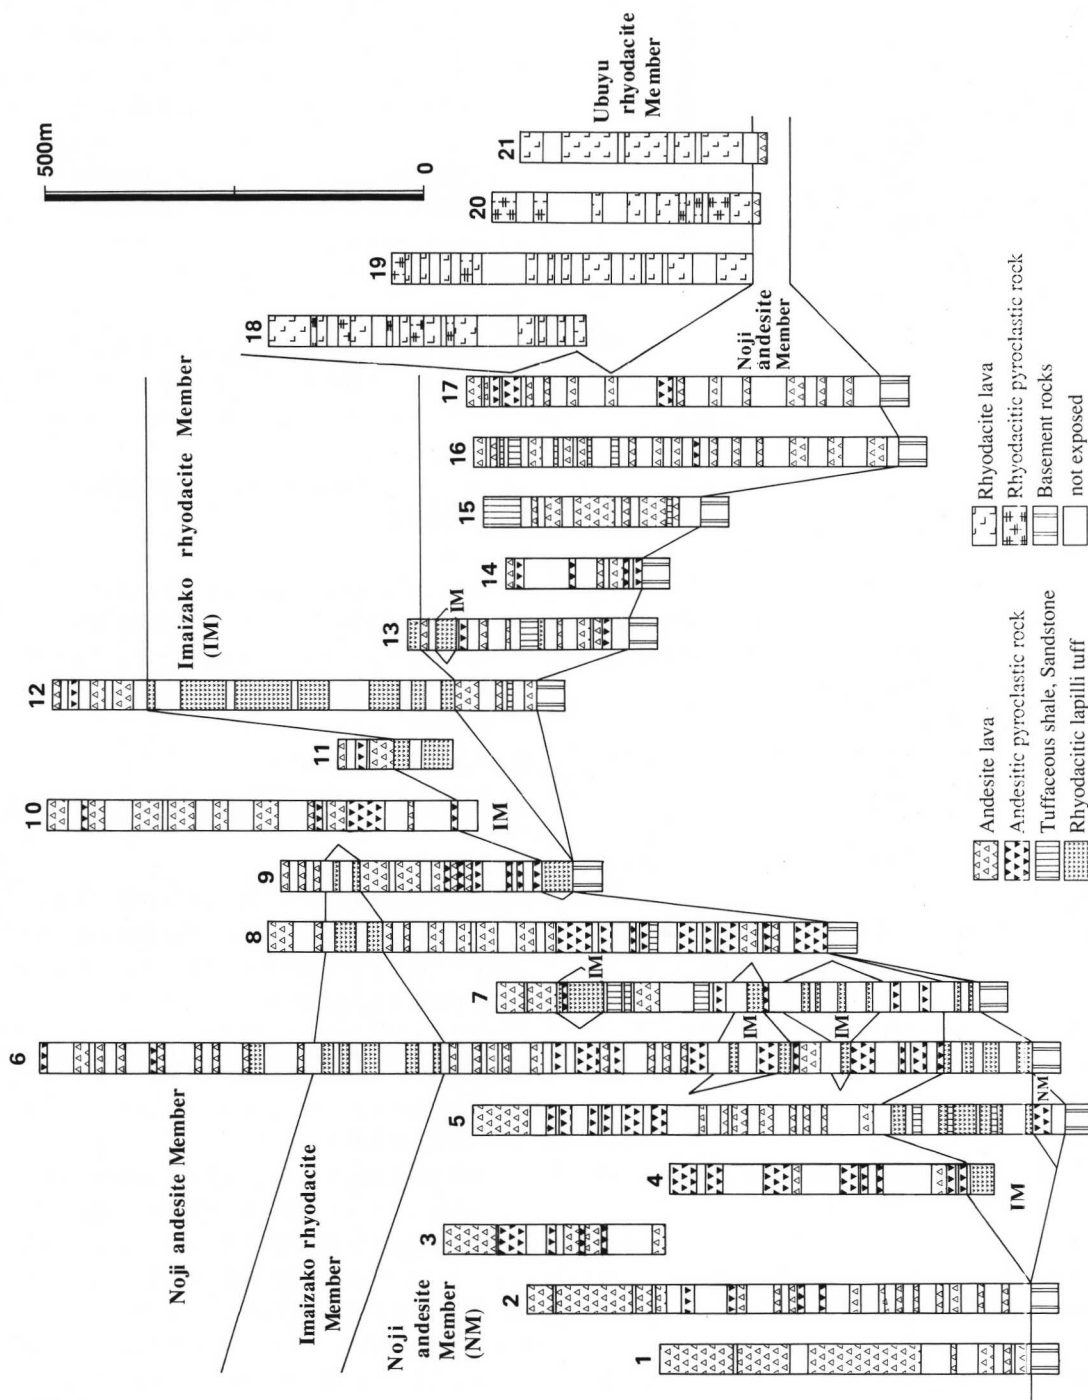 500m
0
1
2
3
4
5
6
7
8
9
10
11
12
13
14
15
16
17
18
19
20
21
Noji andesite Member
Imaizako rhyodacite
Member
Noji
andesite
Member
(NM)
IM
NM
IM
IM
IM
IM
IM
Imaizako rhyodacite Member
(IM)
Noji
andesite
Member
Ubuyu
rhyodacite
Member
Andesite lava
Andesitic pyroclastic rock
Tuffaceous shale, Sandstone
Rhyodacitic lapilli tuff
Rhyodacite lava
Rhyodacitic pyroclastic rock
Basement rocks
not exposed